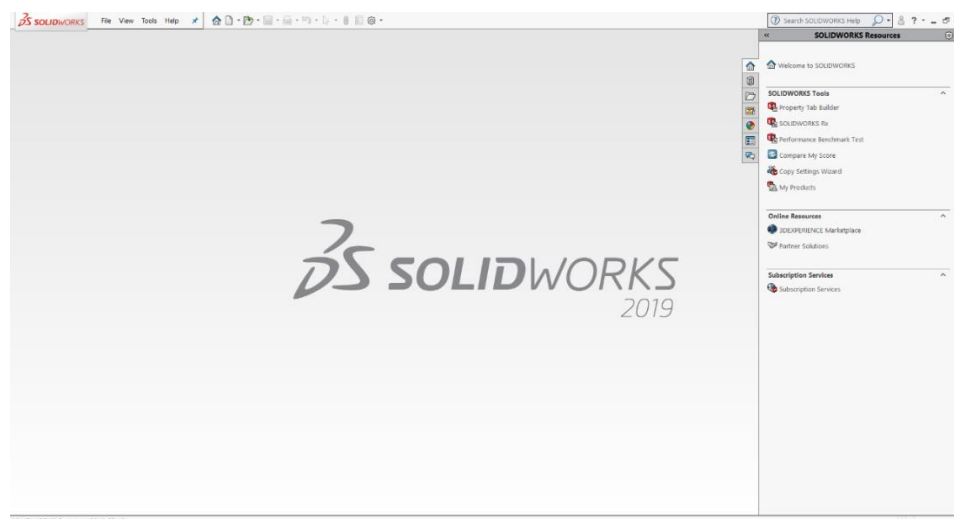 SOLIDWORKS File View Tools Help Search SOLIDWORKS Help ?
SOLIDWORKS Resources
Welcome to SOLIDWORKS
SOLIDWORKS Tools
Property Tab Builder
SOLIDWORKS Rx
Performance Benchmark Test
Compare My Score
Copy Settings Wizard
My Products
Online Resources
3DEXPERIENCE Marketplace
Partner Solutions
Subscription Services
Subscription Services
SOLIDWORKS
2019